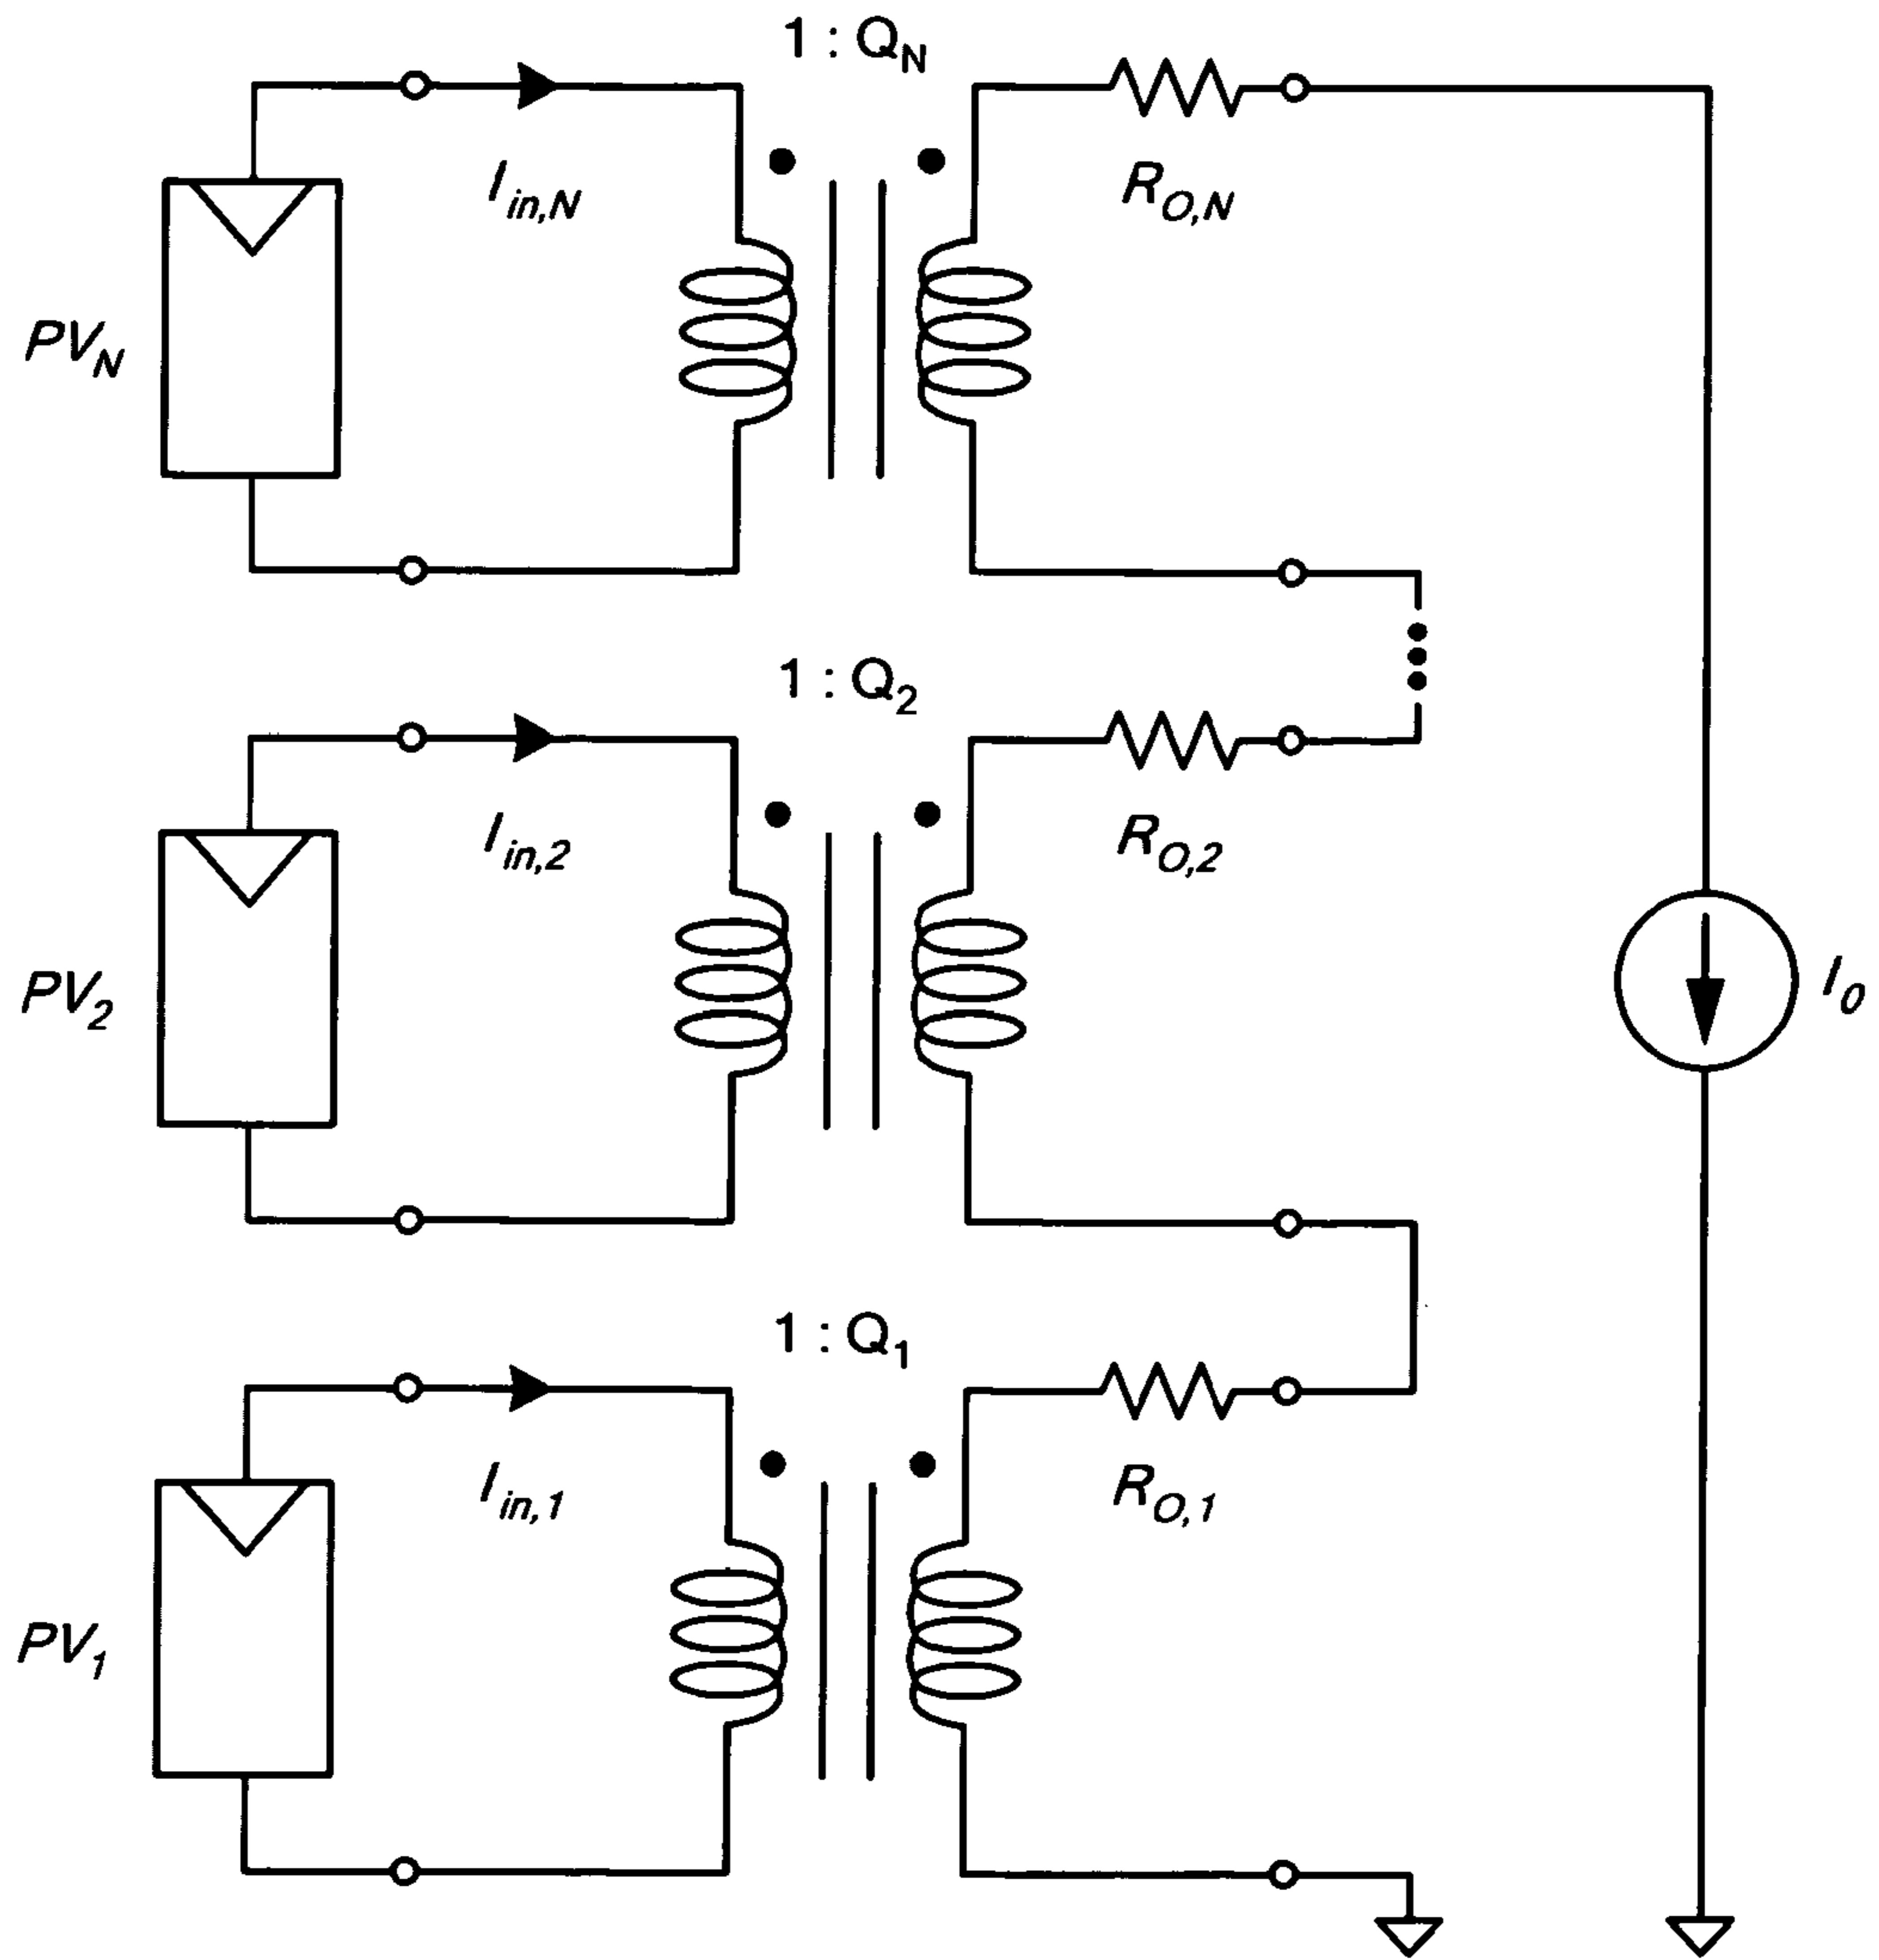 1 : Q_N
I_in,N
R_O,N
PV_N
1 : Q_2
I_in,2
R_O,2
PV_2
I_0
1 : Q_1
I_in,1
R_O,1
PV_1